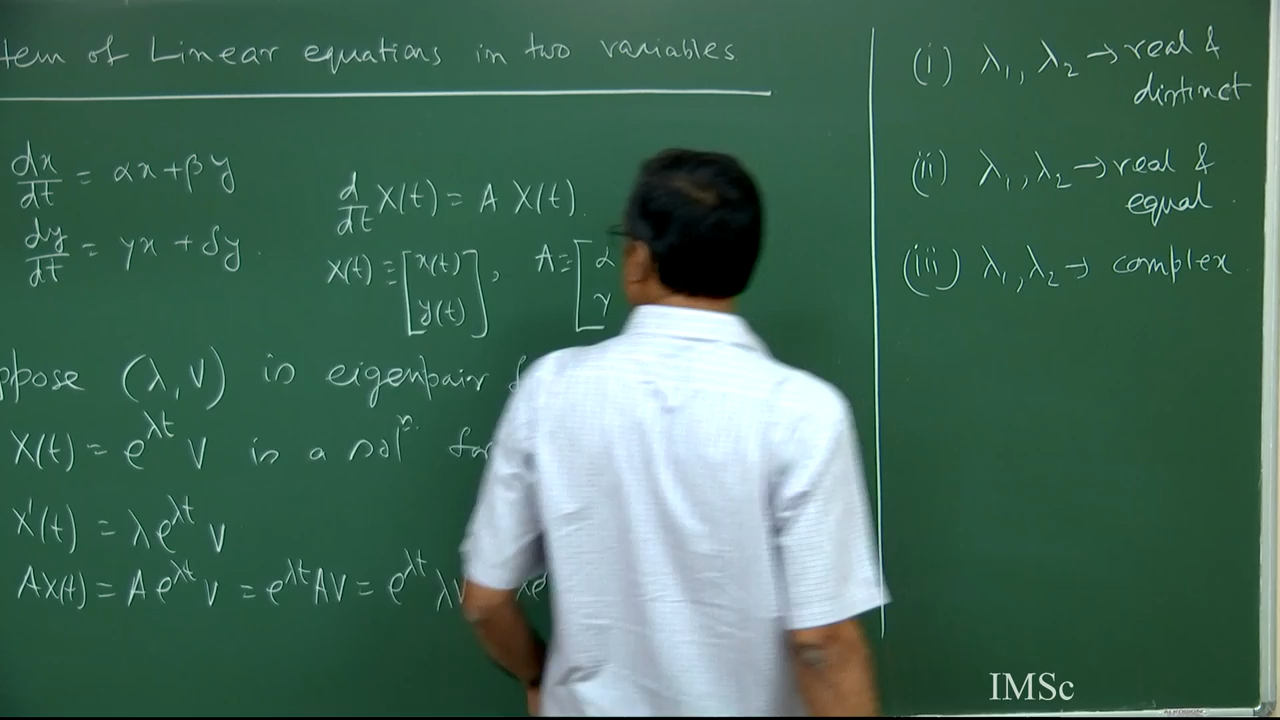 tem of Linear equations in two variables
dx/dt = αx + βy
dy/dt = γx + δy.
d/dt X(t) = A X(t).
X(t) ≡ [x(t) y(t)], A ≡ [α γ
ppose (λ, V) is eigenpair
X(t) = e^λt V is a solⁿ for
X'(t) = λ e^λt V
AX(t) = A e^λt V = e^λt AV = e^λt λV
(i) λ₁, λ₂ → real &
distinct
(ii) λ₁, λ₂ → real &
equal.
(iii) λ₁, λ₂ → complex
IMSc